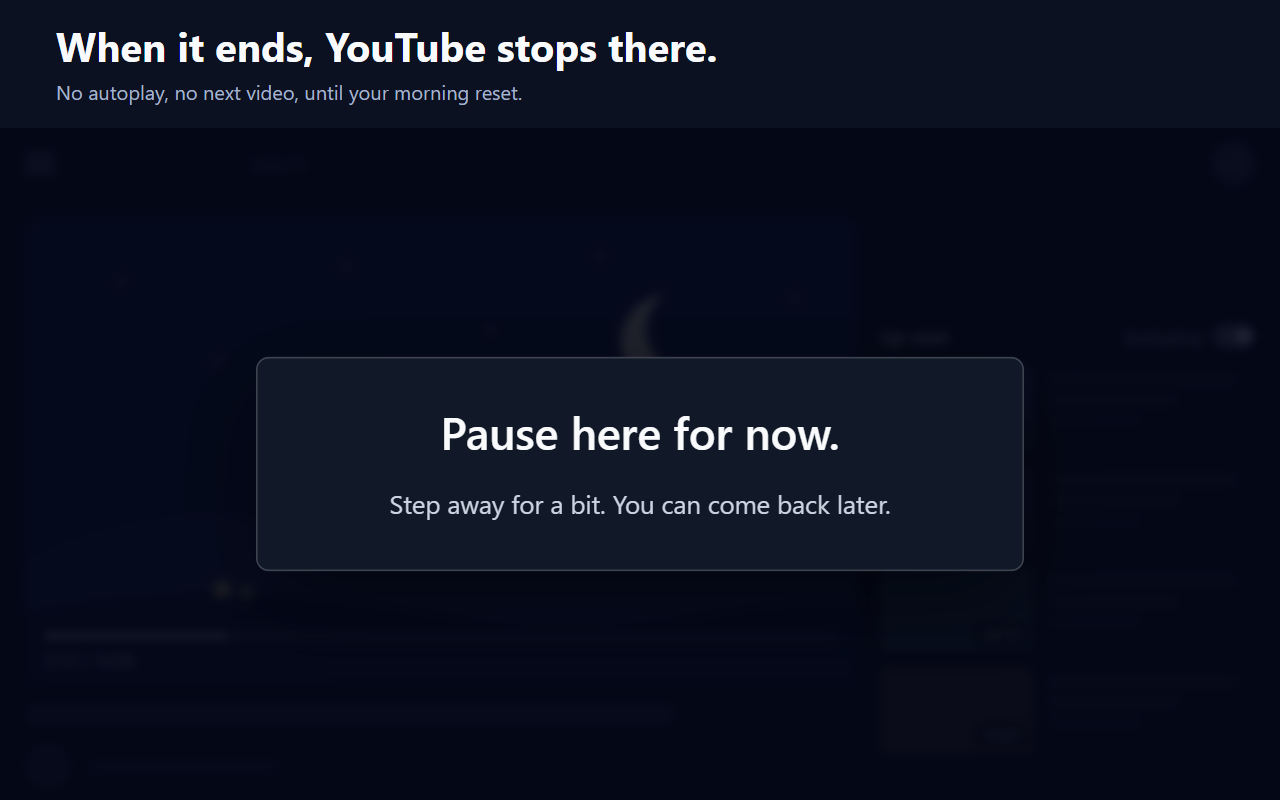 When it ends, YouTube stops there.
No autoplay, no next video, until your morning reset.
Pause here for now.
Step away for a bit. You can come back later.